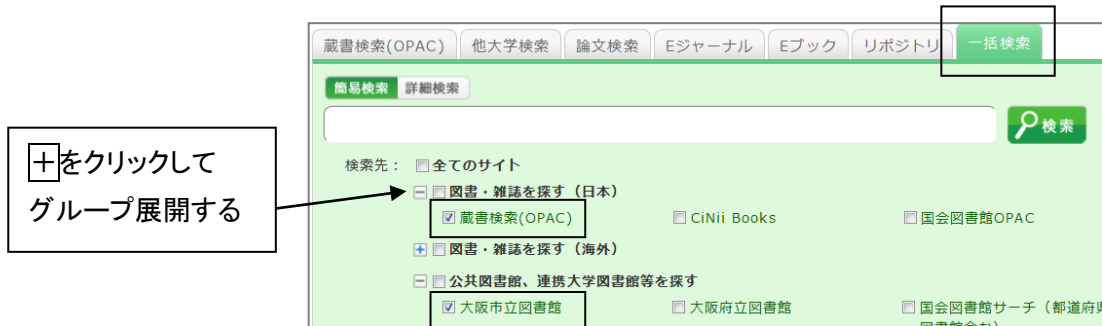 蔵書検索(OPAC) 他大学検索 論文検索 Eジャーナル Eブック リポジトリ 一括検索
簡易検索 詳細検索
検索
＋をクリックして
グループ展開する
検索先： 全てのサイト
図書・雑誌を探す（日本）
蔵書検索(OPAC) CiNii Books 国会図書館OPAC
図書・雑誌を探す（海外）
公共図書館、連携大学図書館等を探す
大阪市立図書館 大阪府立図書館 国会図書館サーチ（都道府県